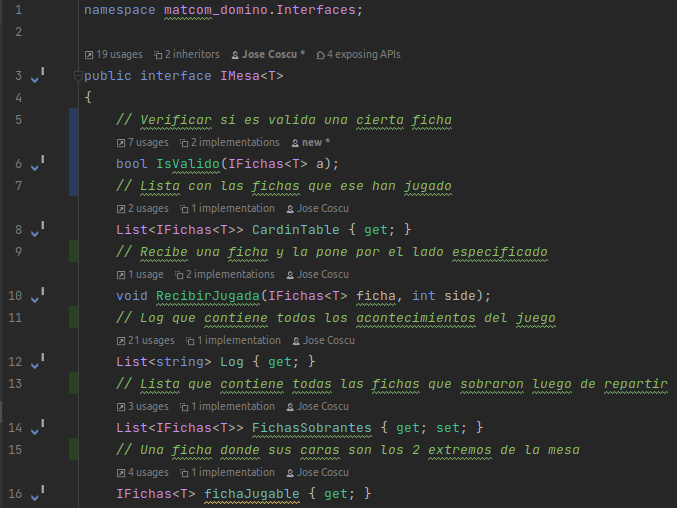 1 namespace matcom_domino.Interfaces;
2
19 usages 2 inheritors Jose Coscu * 4 exposing APIs
3 public interface IMesa<T>
4 {
5 // Verificar si es valida una cierta ficha
7 usages 2 implementations new *
6 bool IsValido(IFichas<T> a);
7 // Lista con las fichas que ese han jugado
2 usages 1 implementation Jose Coscu
8 List<IFichas<T>> CardinTable { get; }
9 // Recibe una ficha y la pone por el lado especificado
1 usage 2 implementations Jose Coscu
10 void RecibirJugada(IFichas<T> ficha, int side);
11 // Log que contiene todos los acontecimientos del juego
21 usages 1 implementation Jose Coscu
12 List<string> Log { get; }
13 // Lista que contiene todas las fichas que sobraron luego de repartir
3 usages 1 implementation Jose Coscu
14 List<IFichas<T>> FichasSobrantes { get; set; }
15 // Una ficha donde sus caras son los 2 extremos de la mesa
4 usages 1 implementation Jose Coscu
16 IFichas<T> fichaJugable { get; }